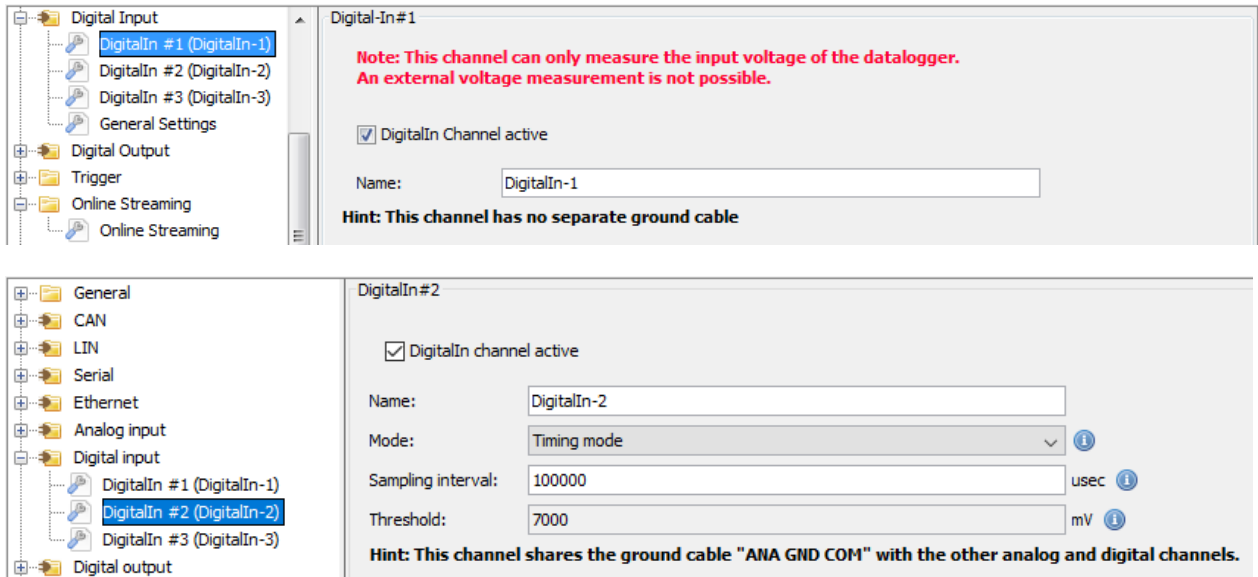 Digital Input
DigitalIn #1 (DigitalIn-1)
DigitalIn #2 (DigitalIn-2)
DigitalIn #3 (DigitalIn-3)
General Settings
Digital Output
Trigger
Online Streaming
Online Streaming
Digital-In#1
Note: This channel can only measure the input voltage of the datalogger.
An external voltage measurement is not possible.
DigitalIn Channel active
Name: DigitalIn-1
Hint: This channel has no separate ground cable
General
CAN
LIN
Serial
Ethernet
Analog input
Digital input
DigitalIn #1 (DigitalIn-1)
DigitalIn #2 (DigitalIn-2)
DigitalIn #3 (DigitalIn-3)
Digital output
DigitalIn#2
DigitalIn channel active
Name: DigitalIn-2
Mode: Timing mode
Sampling interval: 100000 usec
Threshold: 7000 mV
Hint: This channel shares the ground cable "ANA GND COM" with the other analog and digital channels.